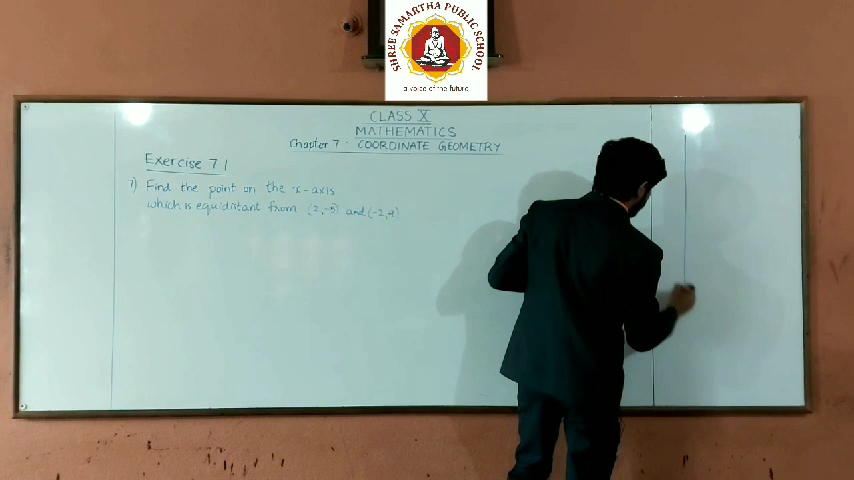 SHREE SAMARTHA PUBLIC SCHOOL
a voice of the future
CLASS X
MATHEMATICS
Chapter 7 : COORDINATE GEOMETRY
Exercise 7.1
7) Find the point on the x-axis
which is equidistant from (2,-5) and (-2,9)